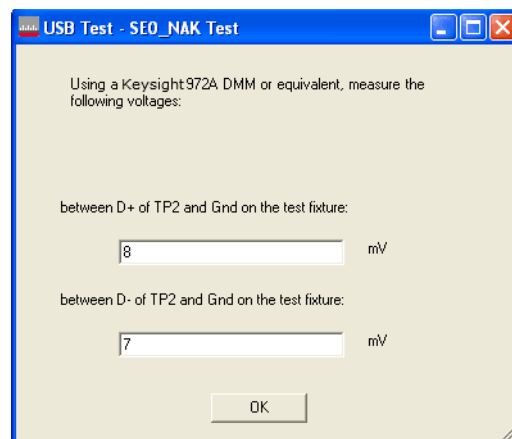 USB Test - SE0_NAK Test
Using a Keysight 972A DMM or equivalent, measure the
following voltages:
between D+ of TP2 and Gnd on the test fixture:
8 mV
between D- of TP2 and Gnd on the test fixture:
7 mV
OK